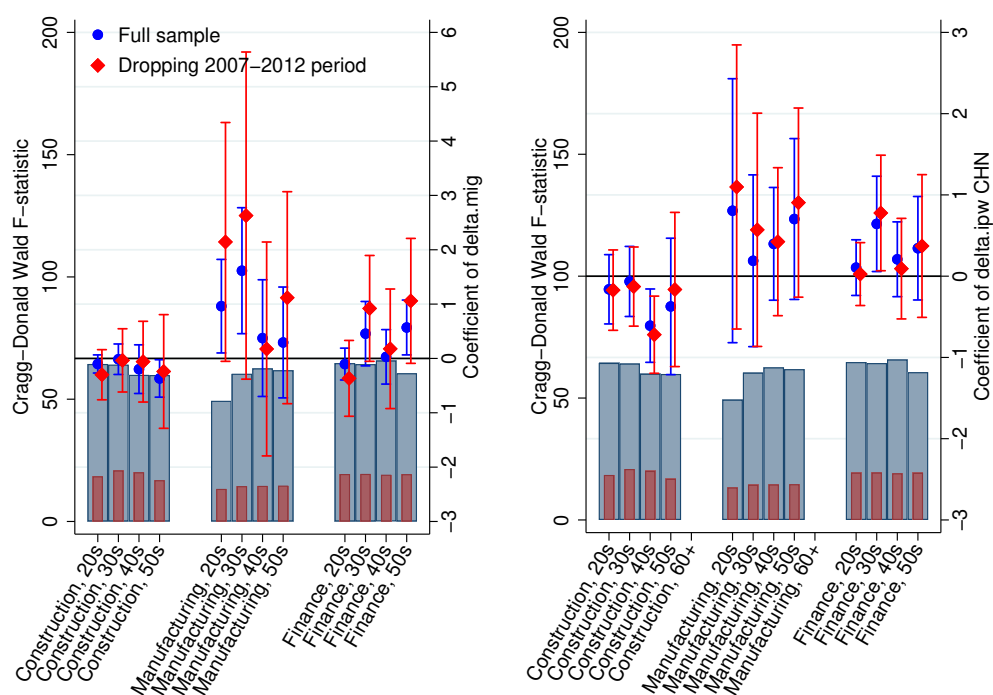 Full sample
Dropping 2007−2012 period
Cragg−Donald Wald F−statistic
0
50
100
150
200
Coefficient of delta.mig
−3
−2
−1
0
1
2
3
4
5
6
Construction, 20s
Construction, 30s
Construction, 40s
Construction, 50s
Manufacturing, 20s
Manufacturing, 30s
Manufacturing, 40s
Manufacturing, 50s
Finance, 20s
Finance, 30s
Finance, 40s
Finance, 50s
Cragg−Donald Wald F−statistic
0
50
100
150
200
Coefficient of delta.ipw CHN
−3
−2
−1
0
1
2
3
Construction, 20s
Construction, 30s
Construction, 40s
Construction, 50s
Construction, 60+
Manufacturing, 20s
Manufacturing, 30s
Manufacturing, 40s
Manufacturing, 50s
Manufacturing, 60+
Finance, 20s
Finance, 30s
Finance, 40s
Finance, 50s